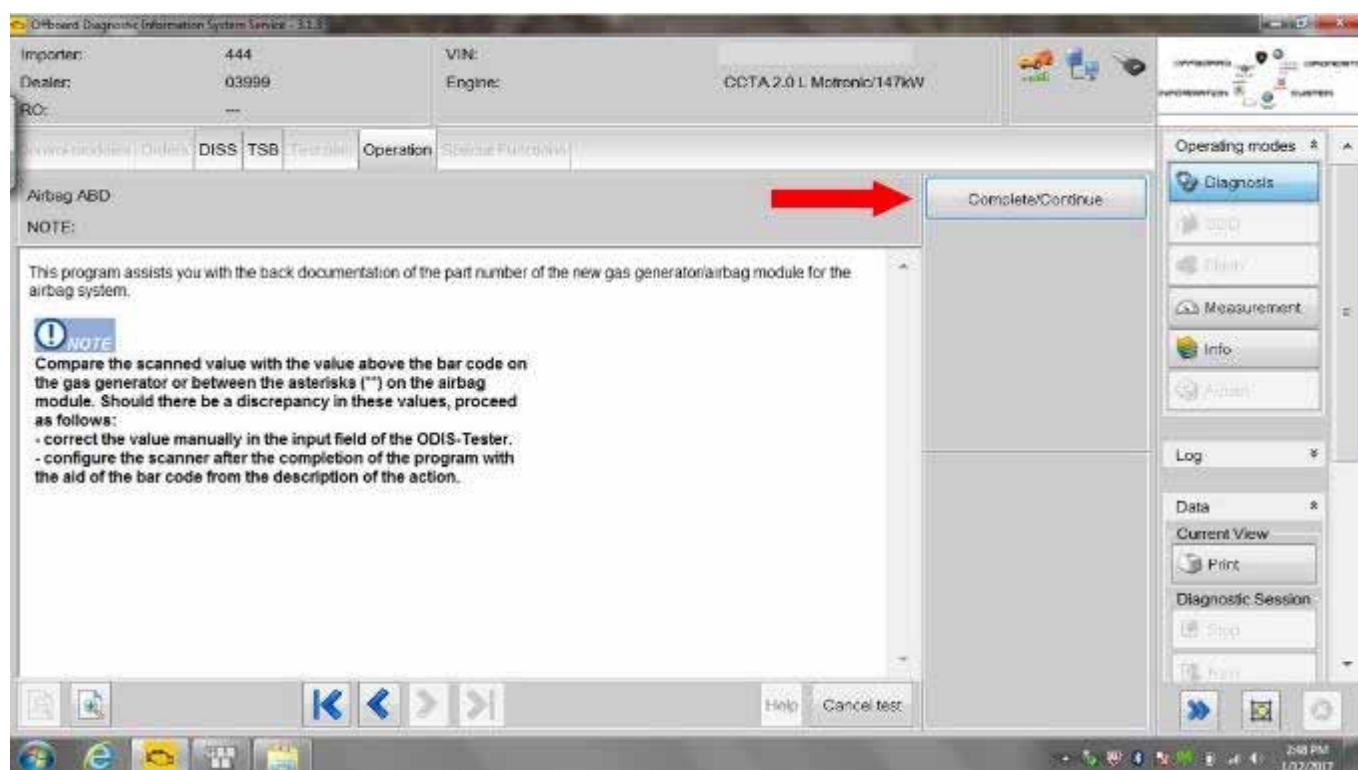 Offboard Diagnostic Information System Service - 3.1.3
Importer: 444 VIN:
Dealer: 03999 Engine: CCTA 2.0 L Motronic/147kW
RO: ---
DISS TSB Operation Special Functions
Operating modes
Airbag ABD
Complete/Continue
Diagnosis
NOTE:
This program assists you with the back documentation of the part number of the new gas generator/airbag module for the
airbag system.
NOTE
Compare the scanned value with the value above the bar code on
the gas generator or between the asterisks (**) on the airbag
module. Should there be a discrepancy in these values, proceed
as follows:
- correct the value manually in the input field of the ODIS-Tester.
- configure the scanner after the completion of the program with
the aid of the bar code from the description of the action.
Measurement
Info
Log
Data
Current View
Print
Diagnostic Session
Stop
Help Cancel test
2:48 PM
1/12/2017